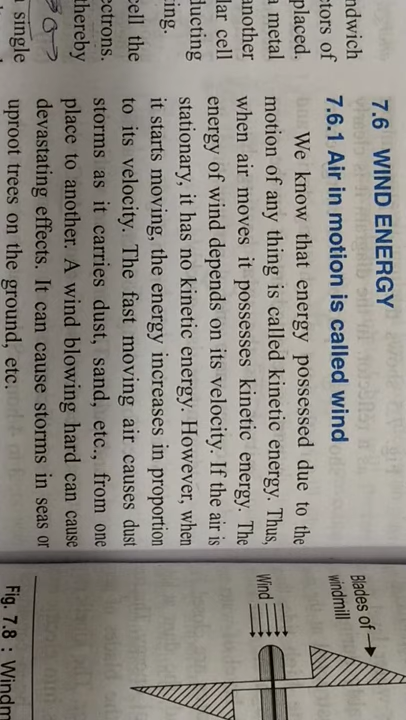 ndwich
ctors of
placed.
a metal
another
lar cell
ducting
ing.
cell the
ectrons.
thereby
single
7.6 WIND ENERGY
7.6.1 Air in motion is called wind
We know that energy possessed due to the
motion of any thing is called kinetic energy. Thus,
when air moves it possesses kinetic energy. The
energy of wind depends on its velocity. If the air is
stationary, it has no kinetic energy. However, when
it starts moving, the energy increases in proportion
to its velocity. The fast moving air causes dust
storms as it carries dust, sand, etc., from one
place to another. A wind blowing hard can cause
devastating effects. It can cause storms in seas or
uproot trees on the ground, etc.
Blades of
windmill
Wind
Fig. 7.8 : Windm